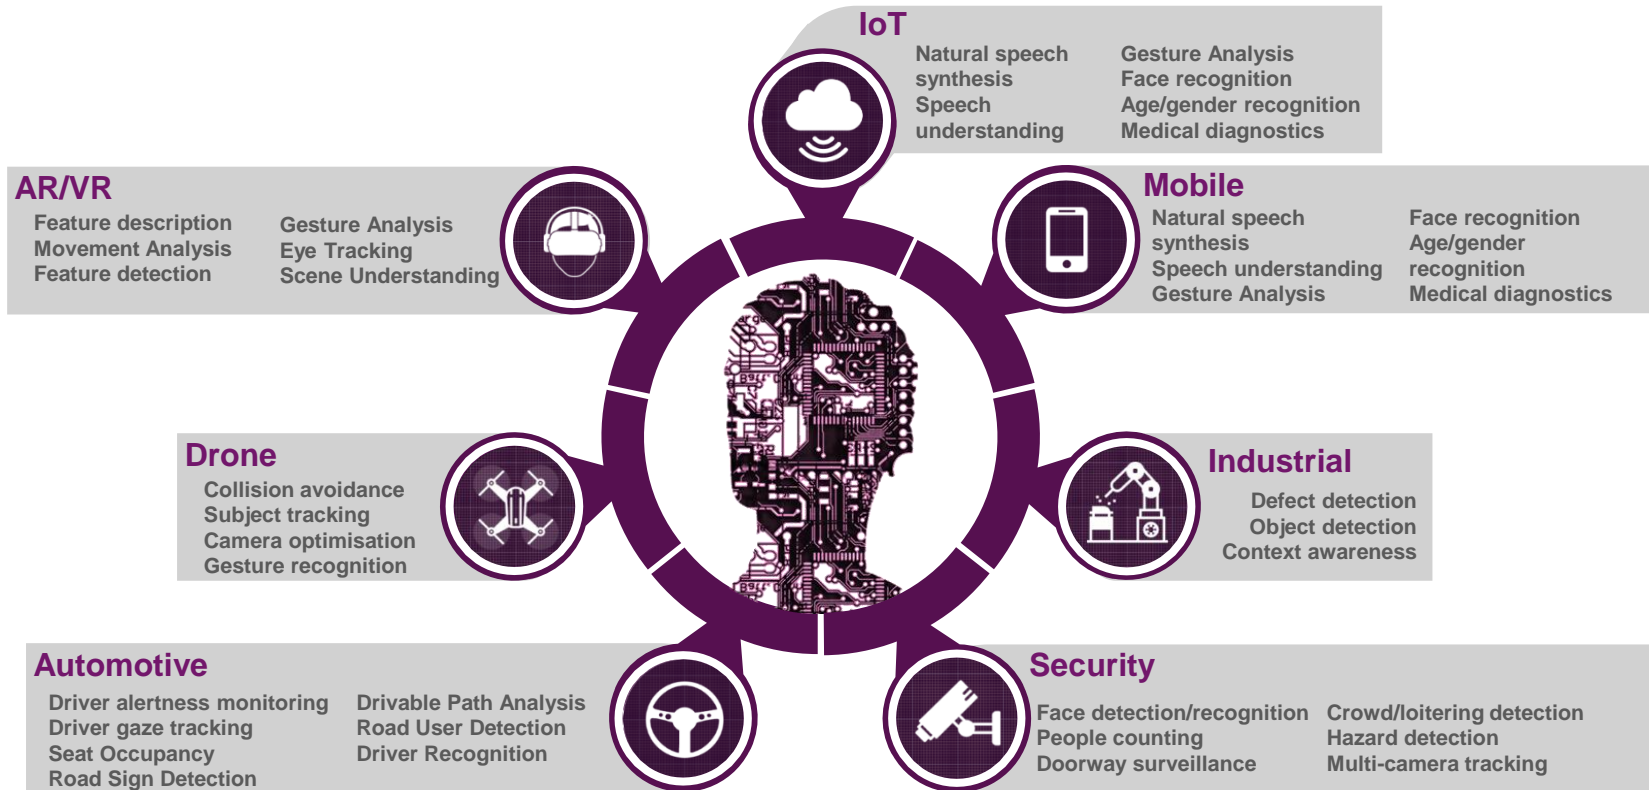 IoT
Natural speech
synthesis
Speech
understanding
Gesture Analysis
Face recognition
Age/gender recognition
Medical diagnostics
AR/VR
Feature description
Movement Analysis
Feature detection
Gesture Analysis
Eye Tracking
Scene Understanding
Mobile
Natural speech
synthesis
Speech understanding
Gesture Analysis
Face recognition
Age/gender
recognition
Medical diagnostics
Drone
Collision avoidance
Subject tracking
Camera optimisation
Gesture recognition
Industrial
Defect detection
Object detection
Context awareness
Automotive
Driver alertness monitoring
Driver gaze tracking
Seat Occupancy
Road Sign Detection
Drivable Path Analysis
Road User Detection
Driver Recognition
Security
Face detection/recognition
People counting
Doorway surveillance
Crowd/loitering detection
Hazard detection
Multi-camera tracking